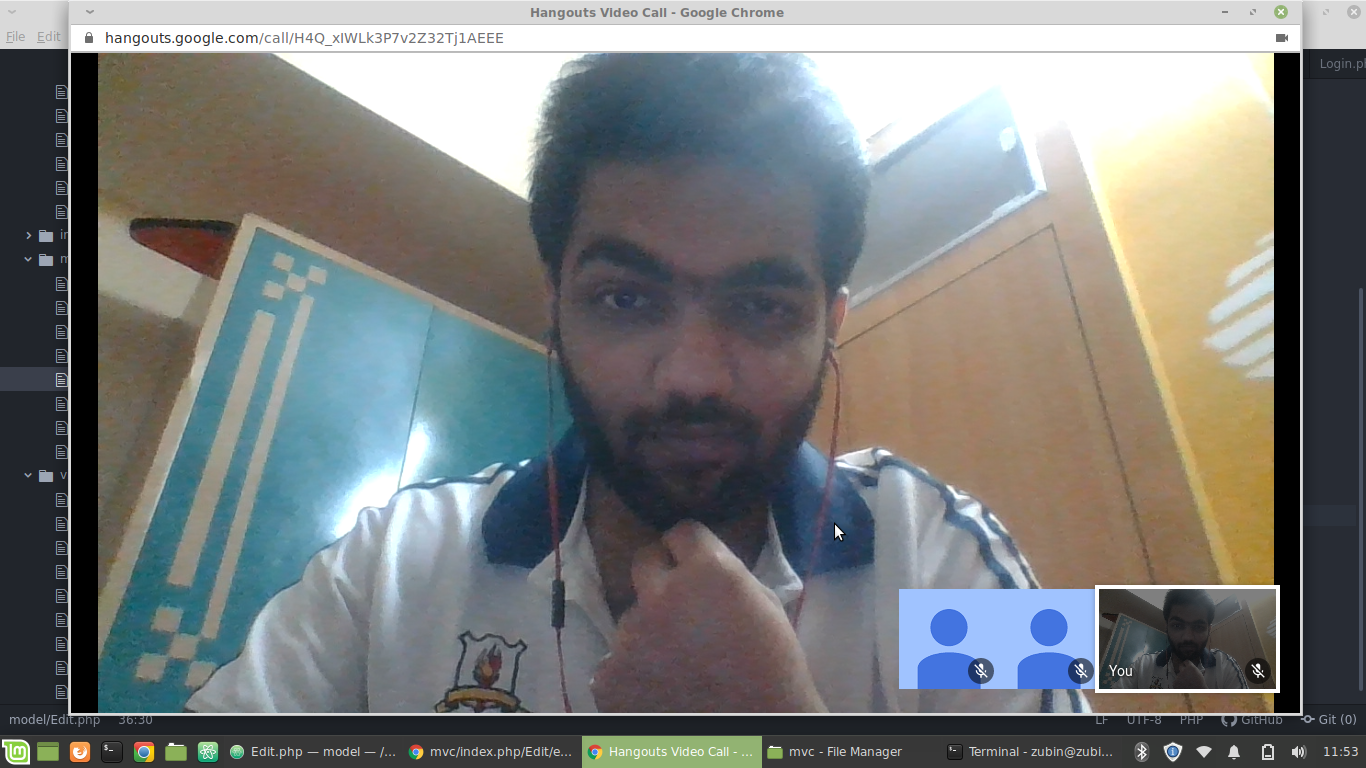 Hangouts Video Call - Google Chrome
hangouts.google.com/call/H4Q_xIWLk3P7v2Z32Tj1AEEE
File Edit
Login.p
in
m
v
You
model/Edit.php 36:30
LF UTF-8 PHP GitHub Git (0)
Edit.php — model — /... mvc/index.php/Edit/e... Hangouts Video Call - ... mvc - File Manager Terminal - zubin@zubi... 11:53